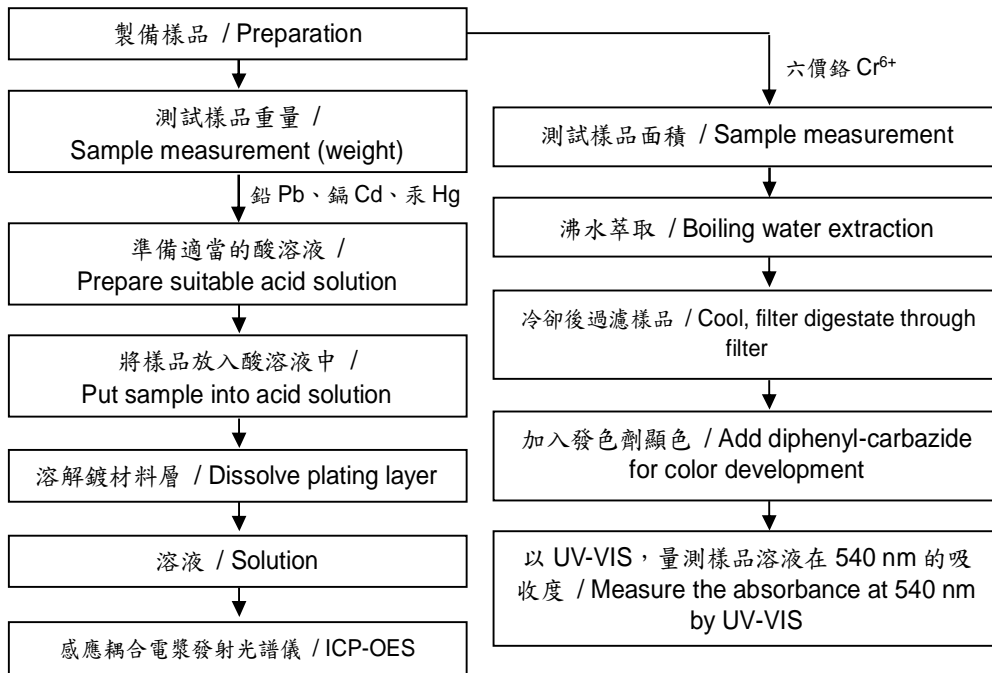 製備樣品 / Preparation
測試樣品重量 /
Sample measurement (weight)
鉛 Pb、鎘 Cd、汞 Hg
準備適當的酸溶液 /
Prepare suitable acid solution
將樣品放入酸溶液中 /
Put sample into acid solution
溶解鍍材料層 / Dissolve plating layer
溶液 / Solution
感應耦合電漿發射光譜儀 / ICP-OES
六價鉻 Cr⁶⁺
測試樣品面積 / Sample measurement
沸水萃取 / Boiling water extraction
冷卻後過濾樣品 / Cool, filter digestate through
filter
加入發色劑顯色 / Add diphenyl-carbazide
for color development
以 UV-VIS，量測樣品溶液在 540 nm 的吸
收度 / Measure the absorbance at 540 nm
by UV-VIS